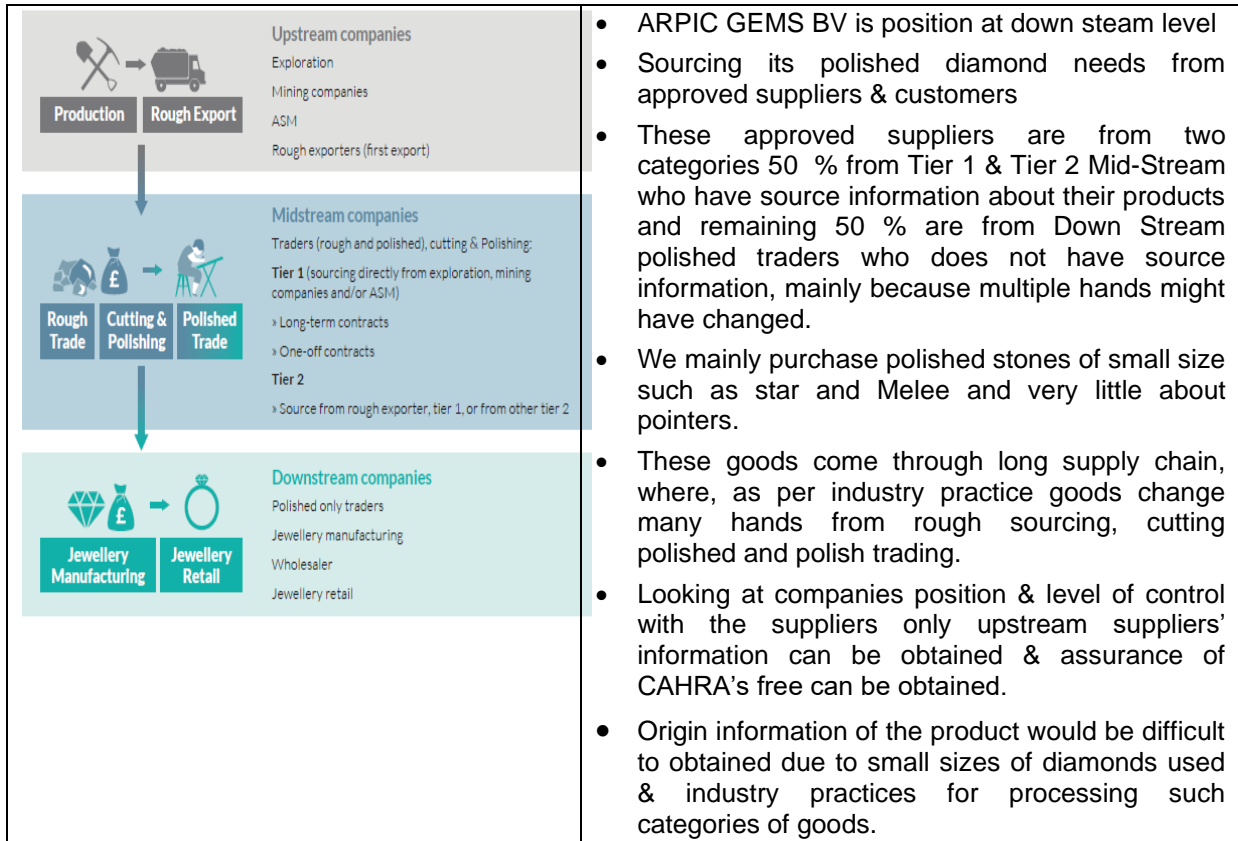 Upstream companies
Exploration
Mining companies
ASM
Rough exporters (first export)
Production
Rough Export
Midstream companies
Traders (rough and polished), cutting & Polishing:
Tier 1 (sourcing directly from exploration, mining
companies and/or ASM)
» Long-term contracts
» One-off contracts
Tier 2
» Source from rough exporter, tier 1, or from other tier 2
£
Rough
Trade
Cutting &
Polishing
Polished
Trade
Downstream companies
Polished only traders
Jewellery manufacturing
Wholesaler
Jewellery retail
£
Jewellery
Manufacturing
Jewellery
Retail
• ARPIC GEMS BV is position at down steam level
• Sourcing its polished diamond needs from
approved suppliers & customers
• These approved suppliers are from two
categories 50 % from Tier 1 & Tier 2 Mid-Stream
who have source information about their products
and remaining 50 % are from Down Stream
polished traders who does not have source
information, mainly because multiple hands might
have changed.
• We mainly purchase polished stones of small size
such as star and Melee and very little about
pointers.
• These goods come through long supply chain,
where, as per industry practice goods change
many hands from rough sourcing, cutting
polished and polish trading.
• Looking at companies position & level of control
with the suppliers only upstream suppliers’
information can be obtained & assurance of
CAHRA’s free can be obtained.
• Origin information of the product would be difficult
to obtained due to small sizes of diamonds used
& industry practices for processing such
categories of goods.